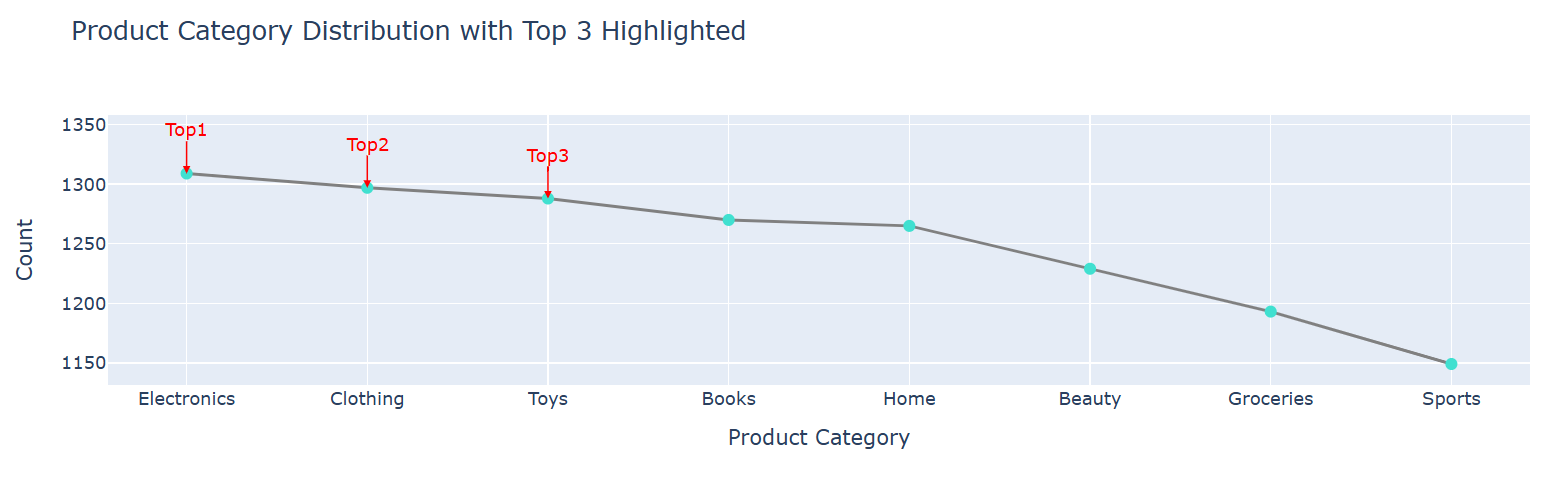 Product Category Distribution with Top 3 Highlighted
1350
Top1
Top2
Top3
1300
1250
1200
1150
Count
Electronics Clothing Toys Books Home Beauty Groceries Sports
Product Category